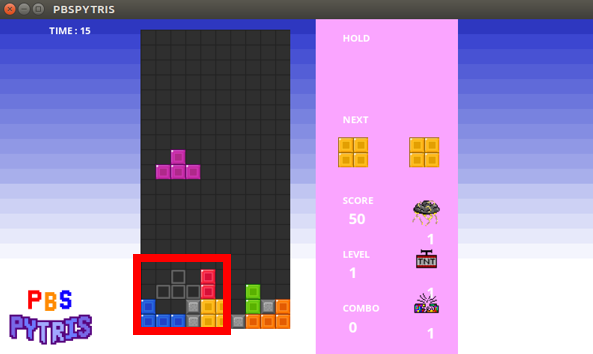 PBSPYTRIS
TIME : 15
HOLD
NEXT
SCORE
50
1
LEVEL
TNT
1
1
COMBO
0
1
PBS
PYTRIS